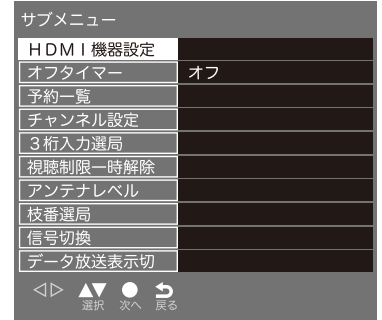 サブメニュー
ＨＤＭＩ機器設定
オフタイマー オフ
予約一覧
チャンネル設定
３桁入力選局
視聴制限一時解除
アンテナレベル
枝番選局
信号切換
データ放送表示切
選択 次へ 戻る